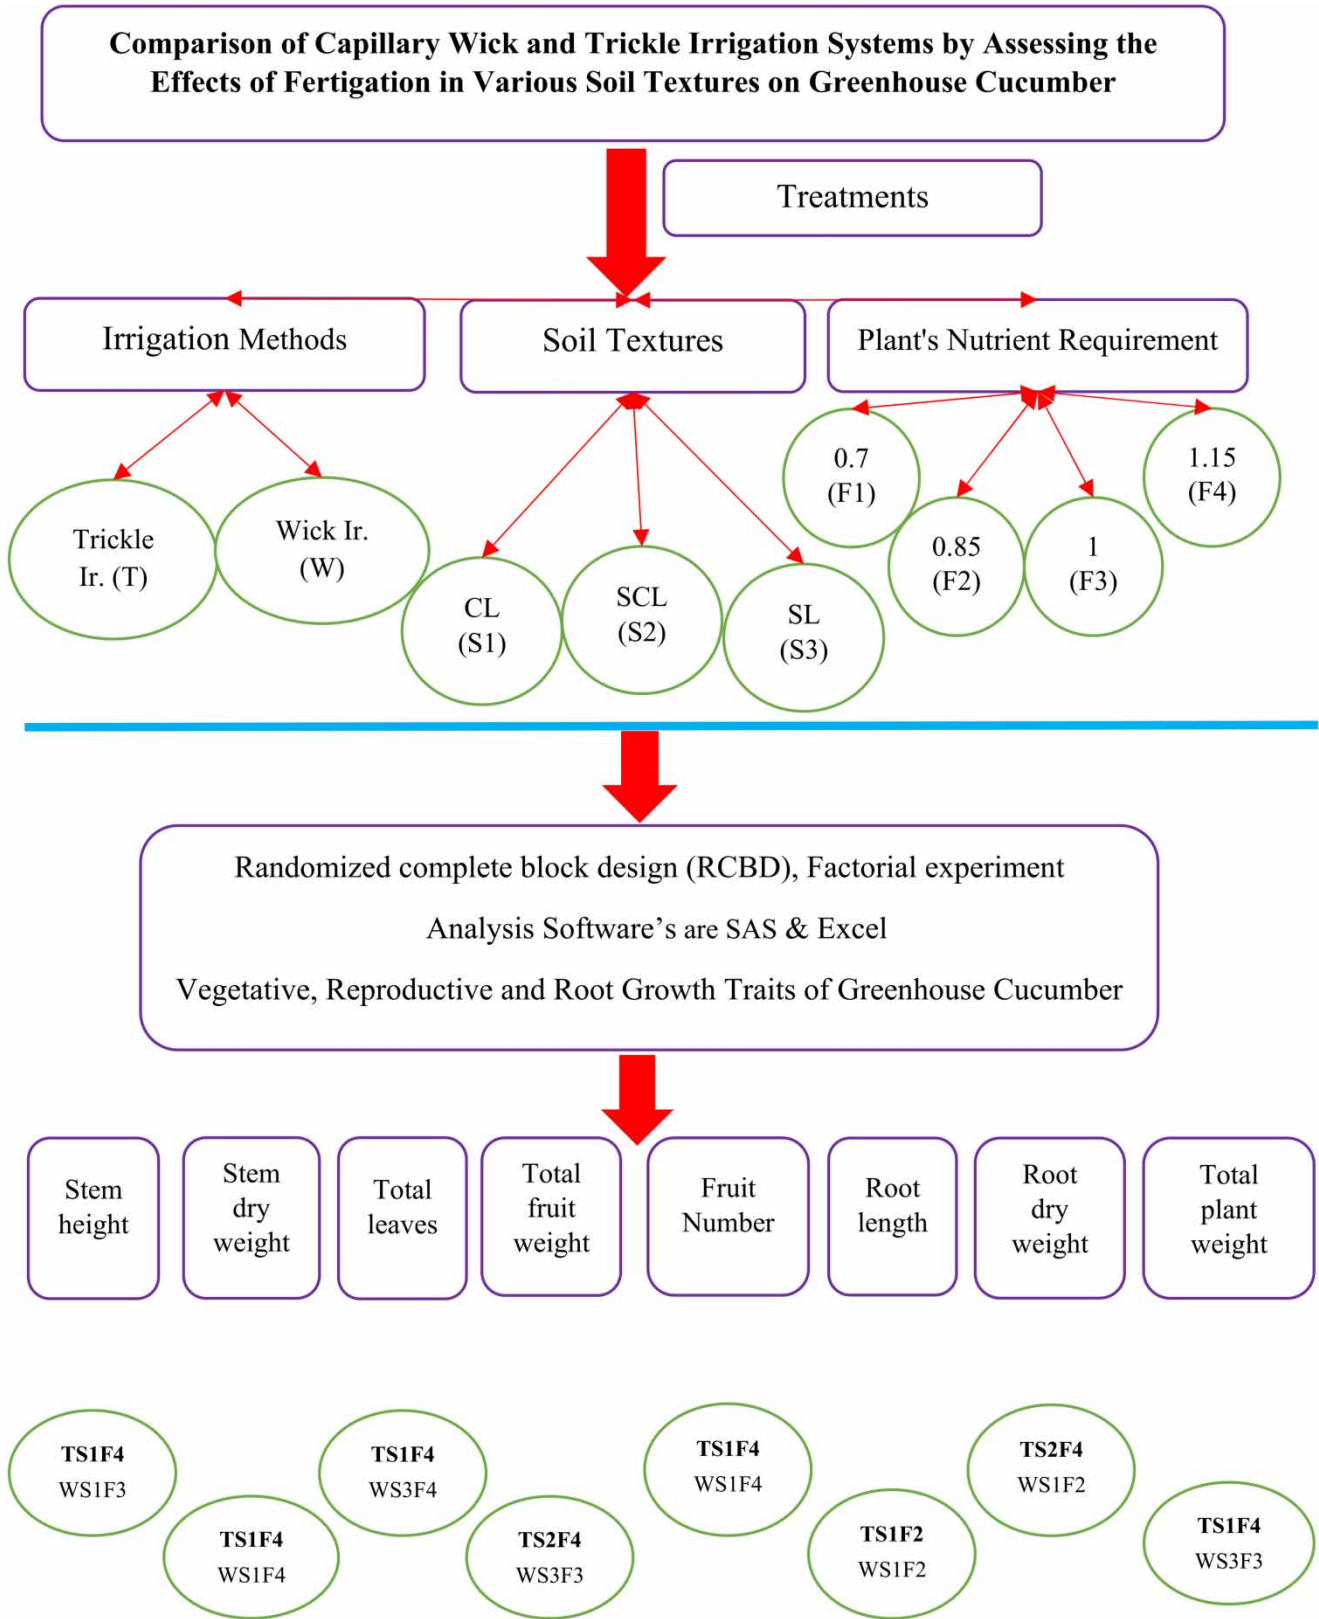 Comparison of Capillary Wick and Trickle Irrigation Systems by Assessing the
Effects of Fertigation in Various Soil Textures on Greenhouse Cucumber
Treatments
Irrigation Methods
Soil Textures
Plant's Nutrient Requirement
Trickle
Ir. (T)
Wick Ir.
(W)
CL
(S1)
SCL
(S2)
SL
(S3)
0.7
(F1)
0.85
(F2)
1
(F3)
1.15
(F4)
Randomized complete block design (RCBD), Factorial experiment
Analysis Software’s are SAS & Excel
Vegetative, Reproductive and Root Growth Traits of Greenhouse Cucumber
Stem
height
Stem
dry
weight
Total
leaves
Total
fruit
weight
Fruit
Number
Root
length
Root
dry
weight
Total
plant
weight
TS1F4
WS1F3
TS1F4
WS1F4
TS1F4
WS3F4
TS2F4
WS3F3
TS1F4
WS1F4
TS1F2
WS1F2
TS2F4
WS1F2
TS1F4
WS3F3